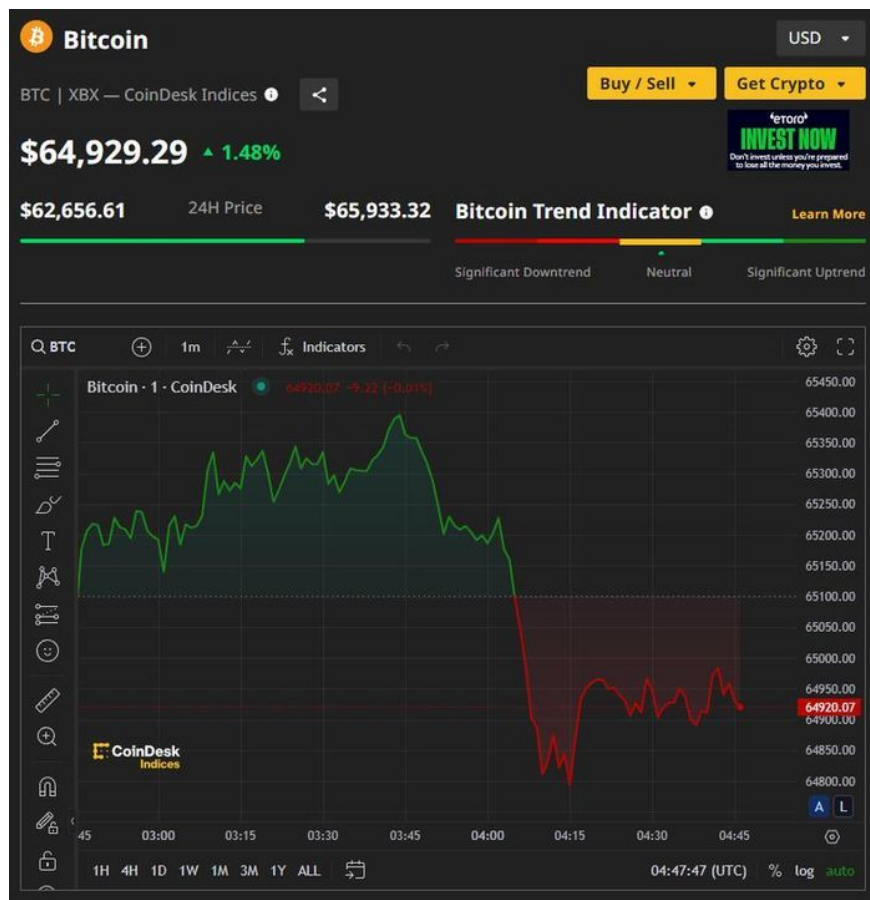 Bitcoin
USD
BTC | XBX — CoinDesk Indices
Buy / Sell
Get Crypto
$64,929.29 ▲ 1.48%
eTORO
INVEST NOW
Don't invest unless you're prepared
to lose all the money you invest.
$62,656.61 24H Price $65,933.32
Bitcoin Trend Indicator
Learn More
Significant Downtrend Neutral Significant Uptrend
BTC 1m Indicators
Bitcoin · 1 · CoinDesk 64920.07 -9.22 (-0.01%)
65450.00
65400.00
65350.00
65300.00
65250.00
65200.00
65150.00
65100.00
65050.00
65000.00
64950.00
64920.07
64900.00
64850.00
64800.00
CoinDesk
Indices
A L
45 03:00 03:15 03:30 03:45 04:00 04:15 04:30 04:45
1H 4H 1D 1W 1M 3M 1Y ALL 04:47:47 (UTC) % log auto